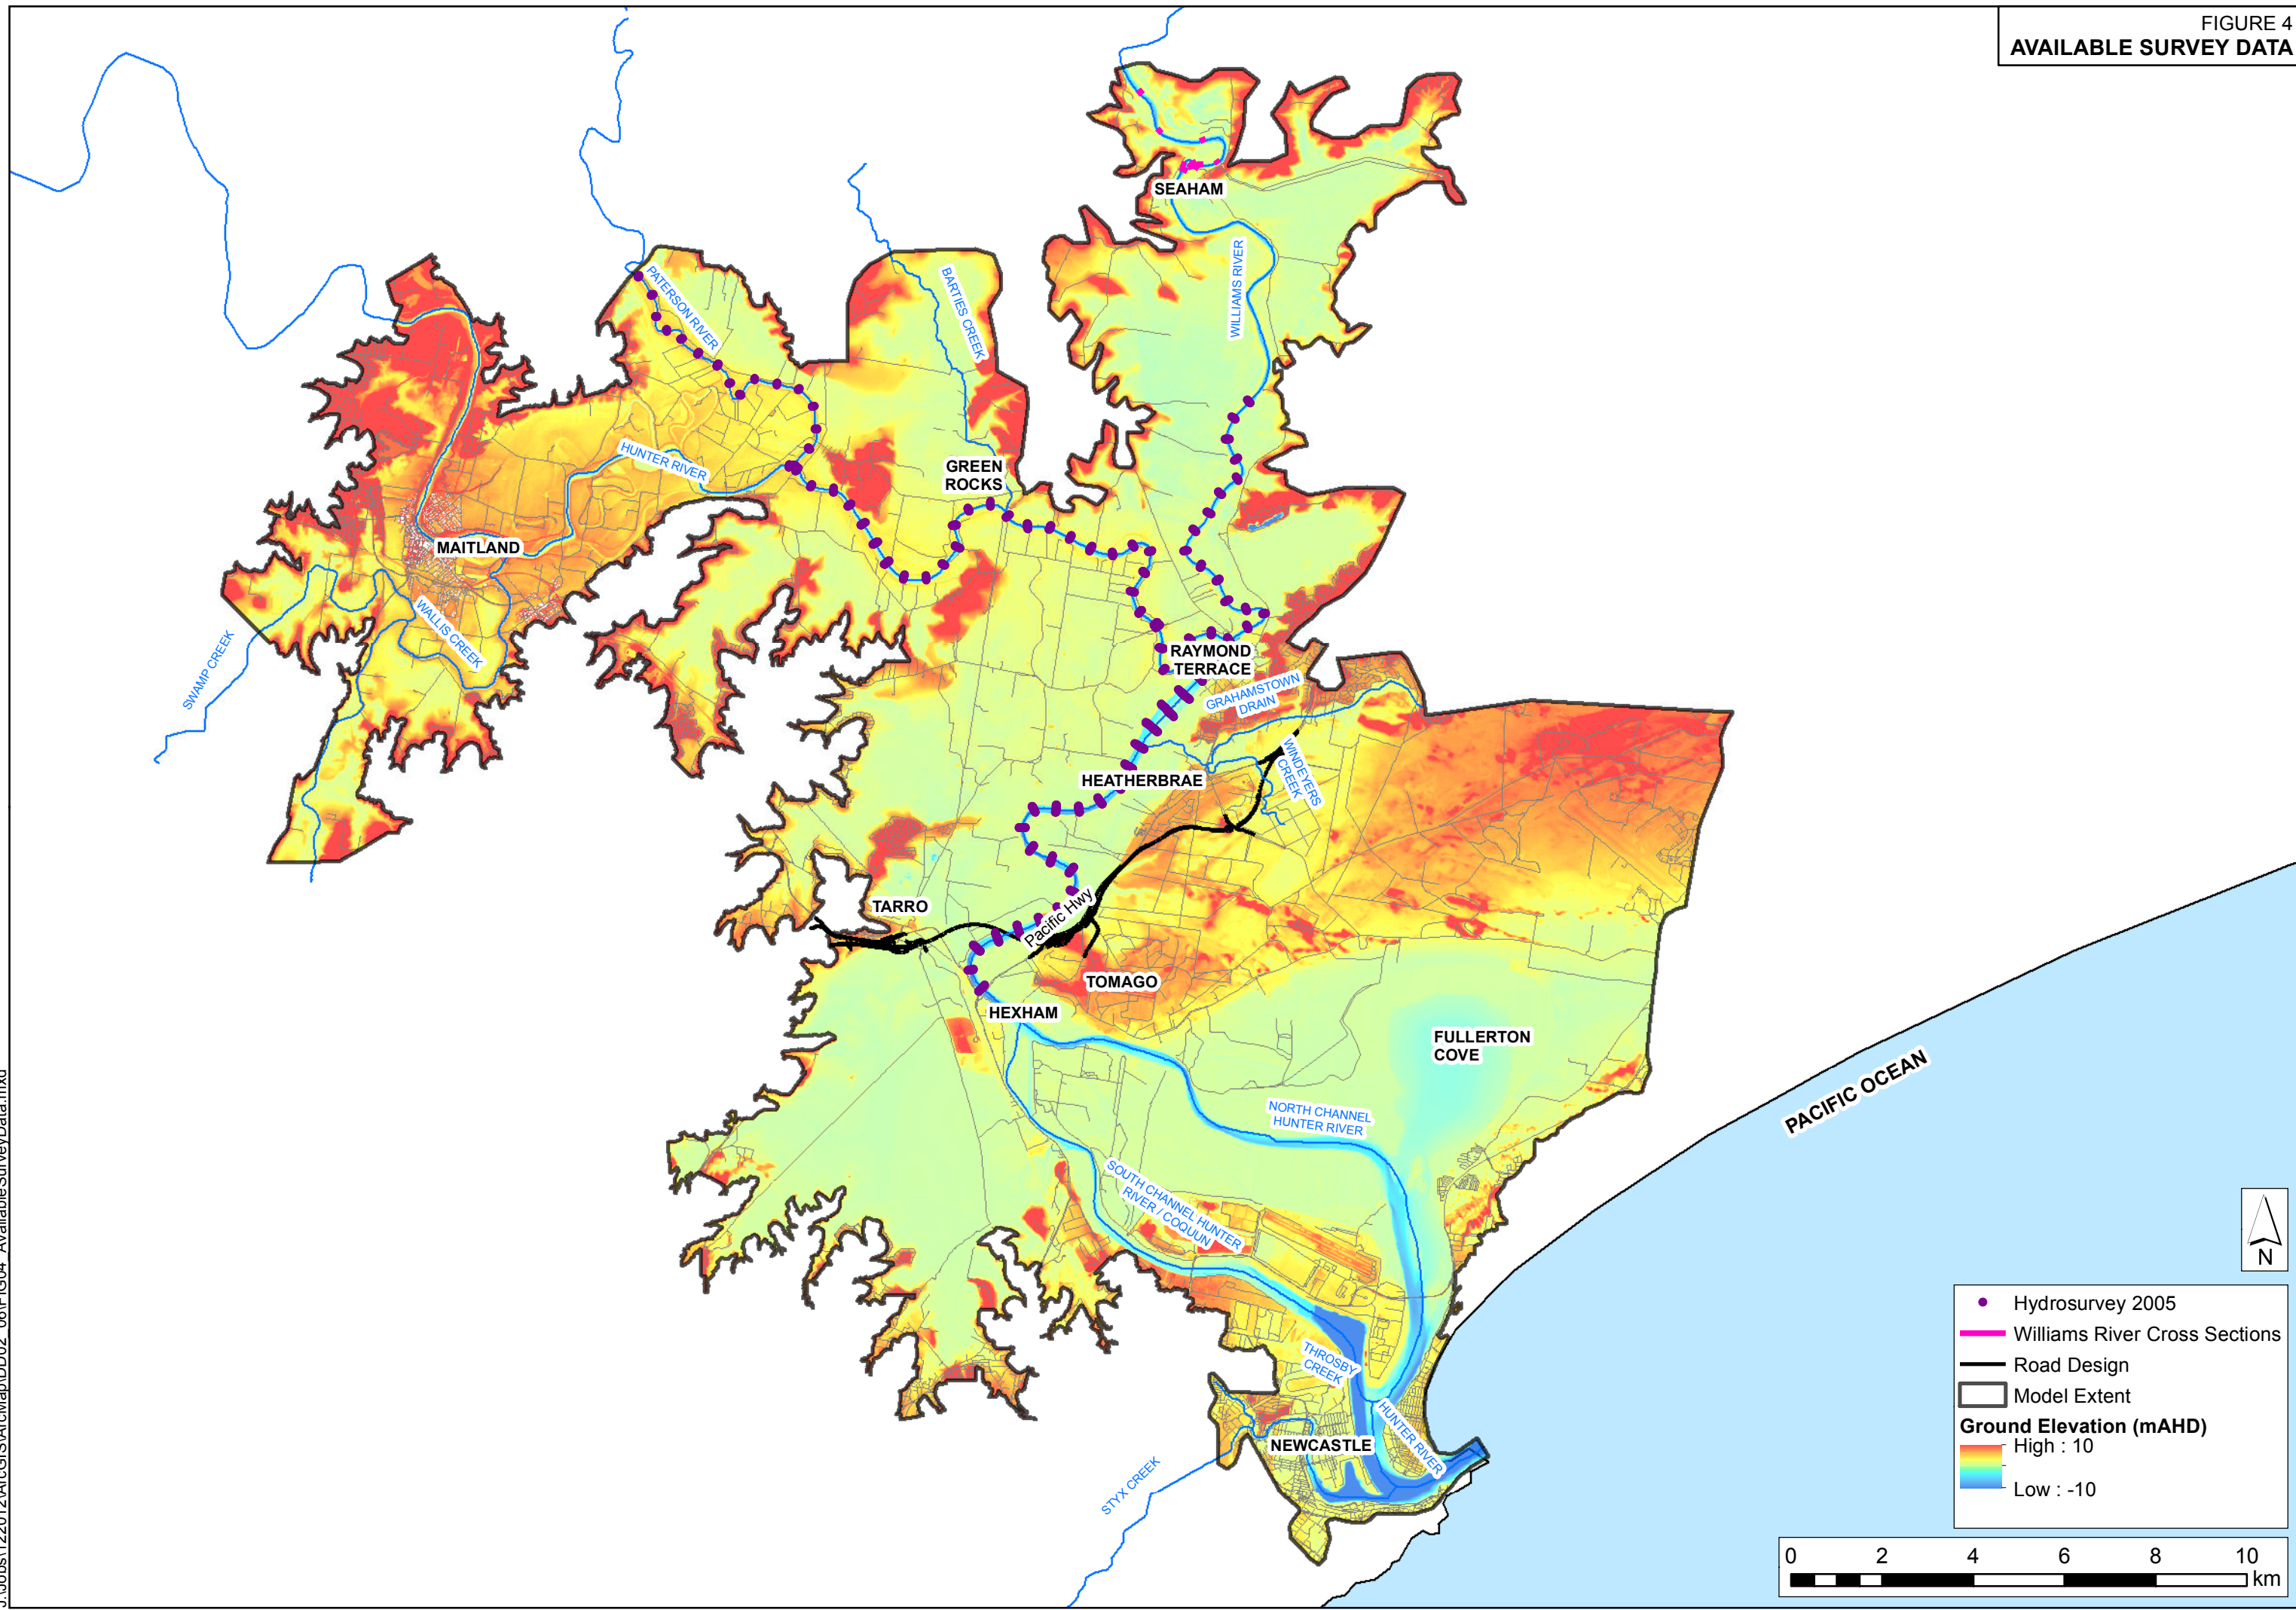 FIGURE 4
AVAILABLE SURVEY DATA
SEAHAM
WILLIAMS RIVER
PATERSON RIVER
BARTIES CREEK
HUNTER RIVER
GREEN
ROCKS
MAITLAND
WALLIS CREEK
SWAMP CREEK
RAYMOND
TERRACE
GRAHAMSTOWN
DRAIN
WINDEYERS
CREEK
HEATHERBRAE
TARRO
Pacific Hwy
TOMAGO
HEXHAM
FULLERTON
COVE
PACIFIC OCEAN
NORTH CHANNEL
HUNTER RIVER
SOUTH CHANNEL HUNTER
RIVER / COQUUN
THROSBY
CREEK
HUNTER RIVER
NEWCASTLE
STYX CREEK
N
Hydrosurvey 2005
Williams River Cross Sections
Road Design
Model Extent
Ground Elevation (mAHD)
High : 10
Low : -10
0 2 4 6 8 10
km